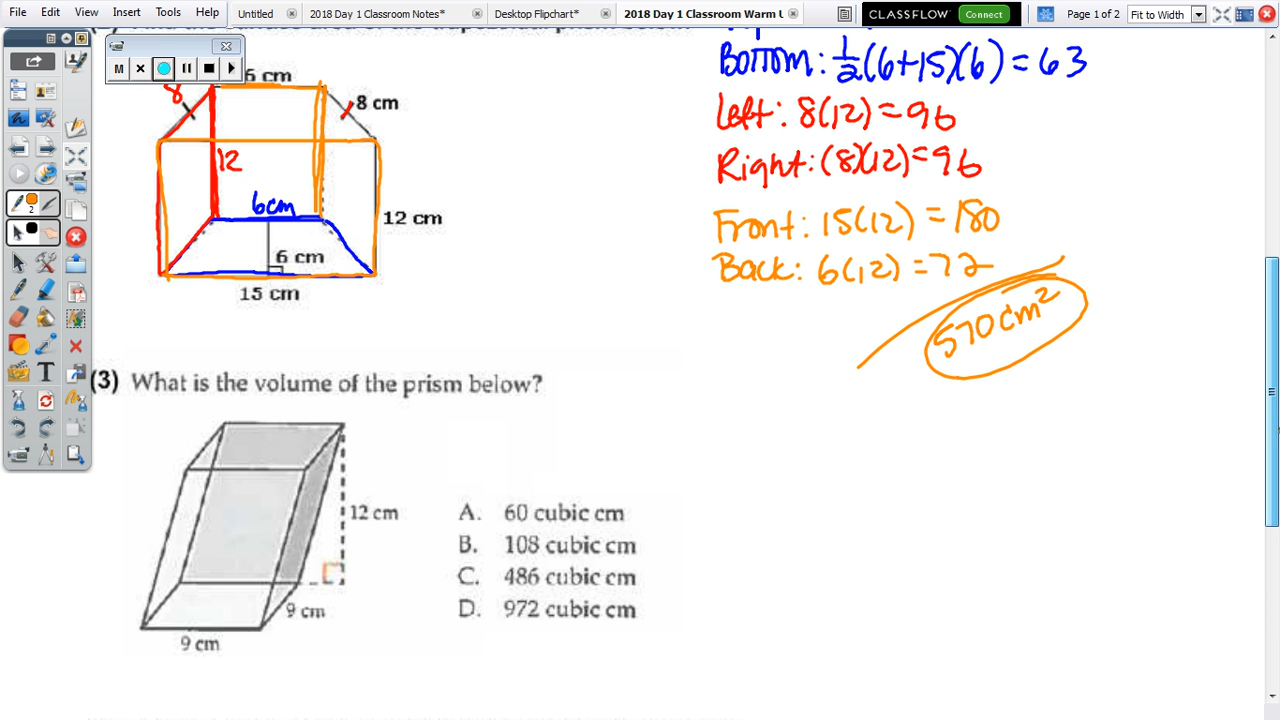 File Edit View Insert Tools Help
Untitled
2018 Day 1 Classroom Notes*
Desktop Flipchart*
2018 Day 1 Classroom Warm U
CLASSFLOW Connect
Page 1 of 2
Fit to Width
M
2
T
6 cm
8
8 cm
12
6cm
12 cm
6 cm
15 cm
Bottom: ½(6+15)(6) = 63
Left: 8(12) = 96
Right: (8)(12) = 96
Front: 15(12) = 180
Back: 6(12) = 72
570 cm²
(3) What is the volume of the prism below?
12 cm
9 cm
9 cm
A. 60 cubic cm
B. 108 cubic cm
C. 486 cubic cm
D. 972 cubic cm